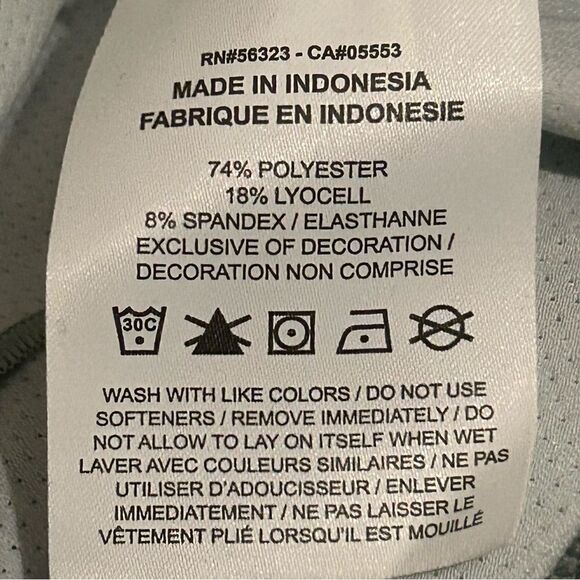 RN#56323 - CA#05553
MADE IN INDONESIA
FABRIQUE EN INDONESIE
74% POLYESTER
18% LYOCELL
8% SPANDEX / ELASTHANNE
EXCLUSIVE OF DECORATION /
DECORATION NON COMPRISE
30C
WASH WITH LIKE COLORS / DO NOT USE
SOFTENERS / REMOVE IMMEDIATELY / DO
NOT ALLOW TO LAY ON ITSELF WHEN WET
LAVER AVEC COULEURS SIMILAIRES / NE PAS
UTILISER D'ADOUCISSEUR / ENLEVER
IMMEDIATEMENT / NE PAS LAISSER LE
VÊTEMENT PLIÉ LORSQU'IL EST MOUILLÉ